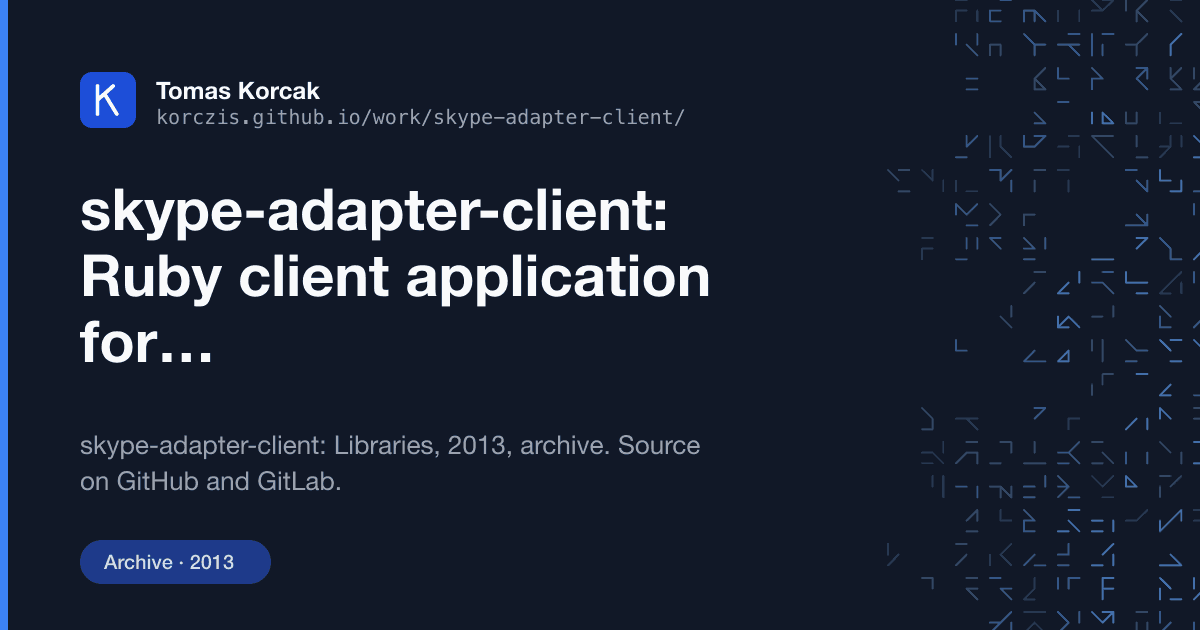 K
Tomas Korcak
korczis.github.io/work/skype-adapter-client/
skype-adapter-client:
Ruby client application
for…
skype-adapter-client: Libraries, 2013, archive. Source
on GitHub and GitLab.
Archive · 2013